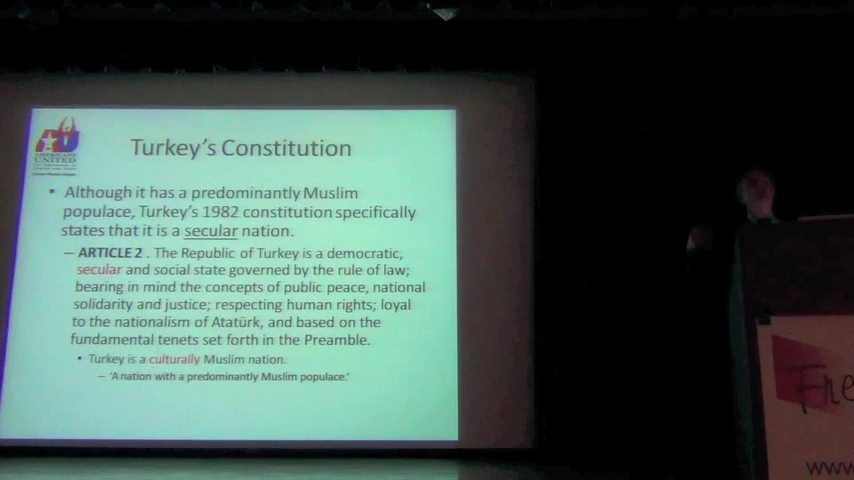 AMERICANS
UNITED
Turkey's Constitution
• Although it has a predominantly Muslim
populace, Turkey's 1982 constitution specifically
states that it is a secular nation.
– ARTICLE 2 . The Republic of Turkey is a democratic,
secular and social state governed by the rule of law;
bearing in mind the concepts of public peace, national
solidarity and justice; respecting human rights; loyal
to the nationalism of Atatürk, and based on the
fundamental tenets set forth in the Preamble.
• Turkey is a culturally Muslim nation.
– 'A nation with a predominantly Muslim populace.'
Fre
www